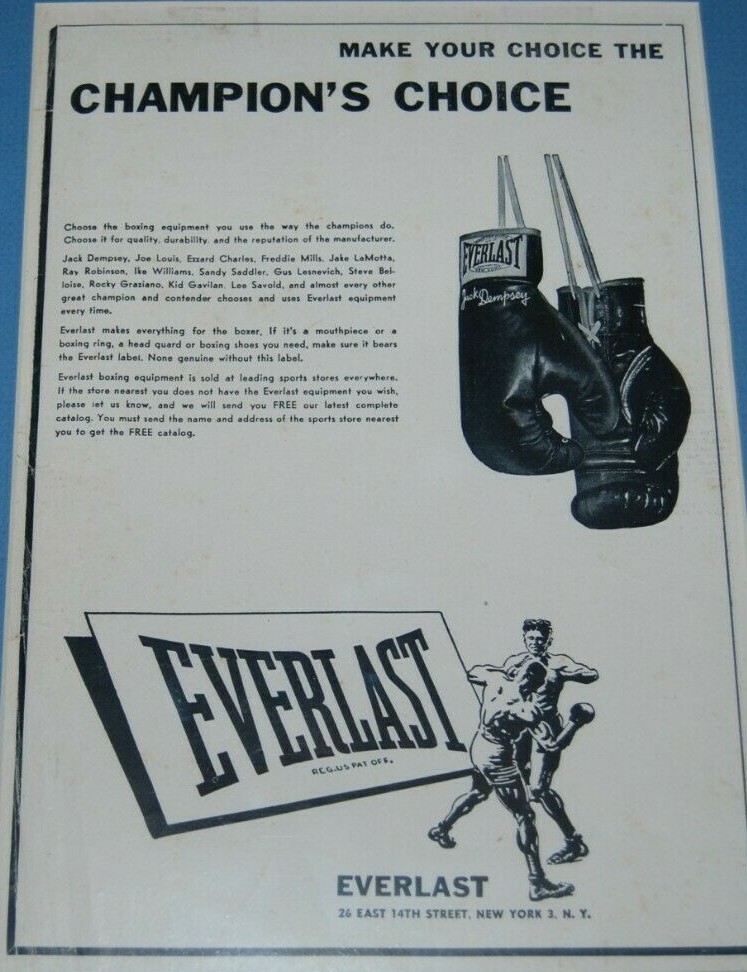 MAKE YOUR CHOICE THE
CHAMPION'S CHOICE
Choose the boxing equipment you use the way the champions do.
Choose it for quality, durability, and the reputation of the manufacturer.
Jack Dempsey, Joe Louis, Ezzard Charles, Freddie Mills, Jake LaMotta,
Ray Robinson, Ike Williams, Sandy Saddler, Gus Lesnevich, Steve Bel-
loise, Rocky Graziano, Kid Gavilan, Lee Savold, and almost every other
great champion and contender chooses and uses Everlast equipment
every time.
Everlast makes everything for the boxer. If it's a mouthpiece or a
boxing ring, a head guard or boxing shoes you need, make sure it bears
the Everlast label. None genuine without this label.
Everlast boxing equipment is sold at leading sports stores everywhere.
If the store nearest you does not have the Everlast equipment you wish,
please let us know, and we will send you FREE our latest complete
catalog. You must send the name and address of the sports store nearest
you to get the FREE catalog.
EVERLAST
Jack Dempsey
EVERLAST
REG. US PAT OFF.
EVERLAST
26 EAST 14TH STREET, NEW YORK 3, N. Y.